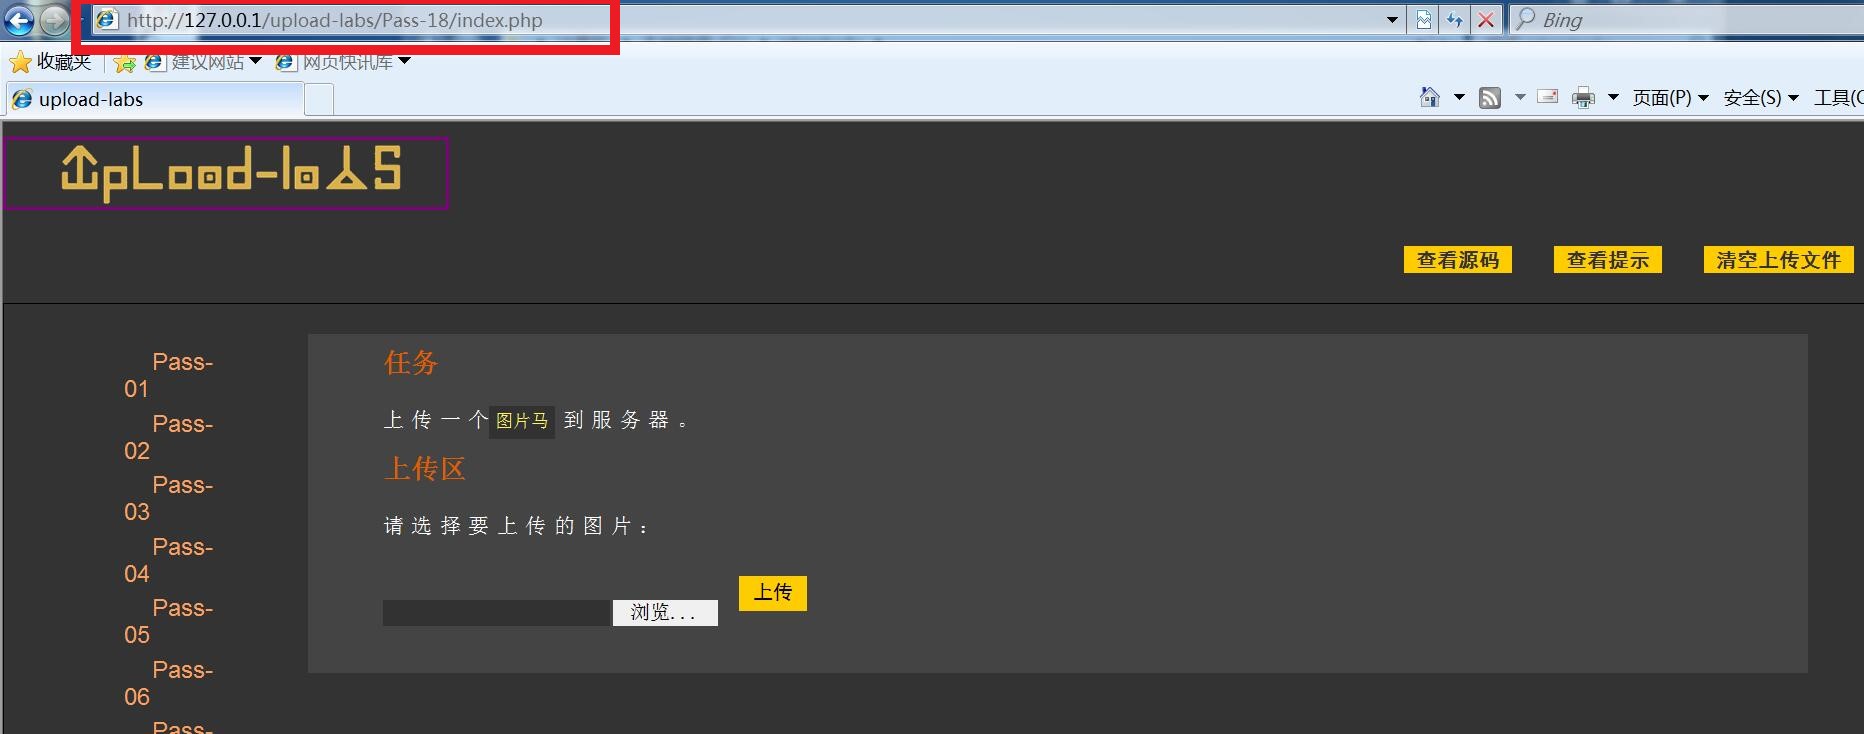 http://127.0.0.1/upload-labs/Pass-18/index.php
Bing
收藏夹 建议网站 网页快讯库
upload-labs
页面(P) 安全(S) 工具(O
UpLoad-labs
查看源码 查看提示 清空上传文件
Pass-
01
Pass-
02
Pass-
03
Pass-
04
Pass-
05
Pass-
06
Pass-
任务
上传一个图片马到服务器。
上传区
请选择要上传的图片：
浏览...
上传